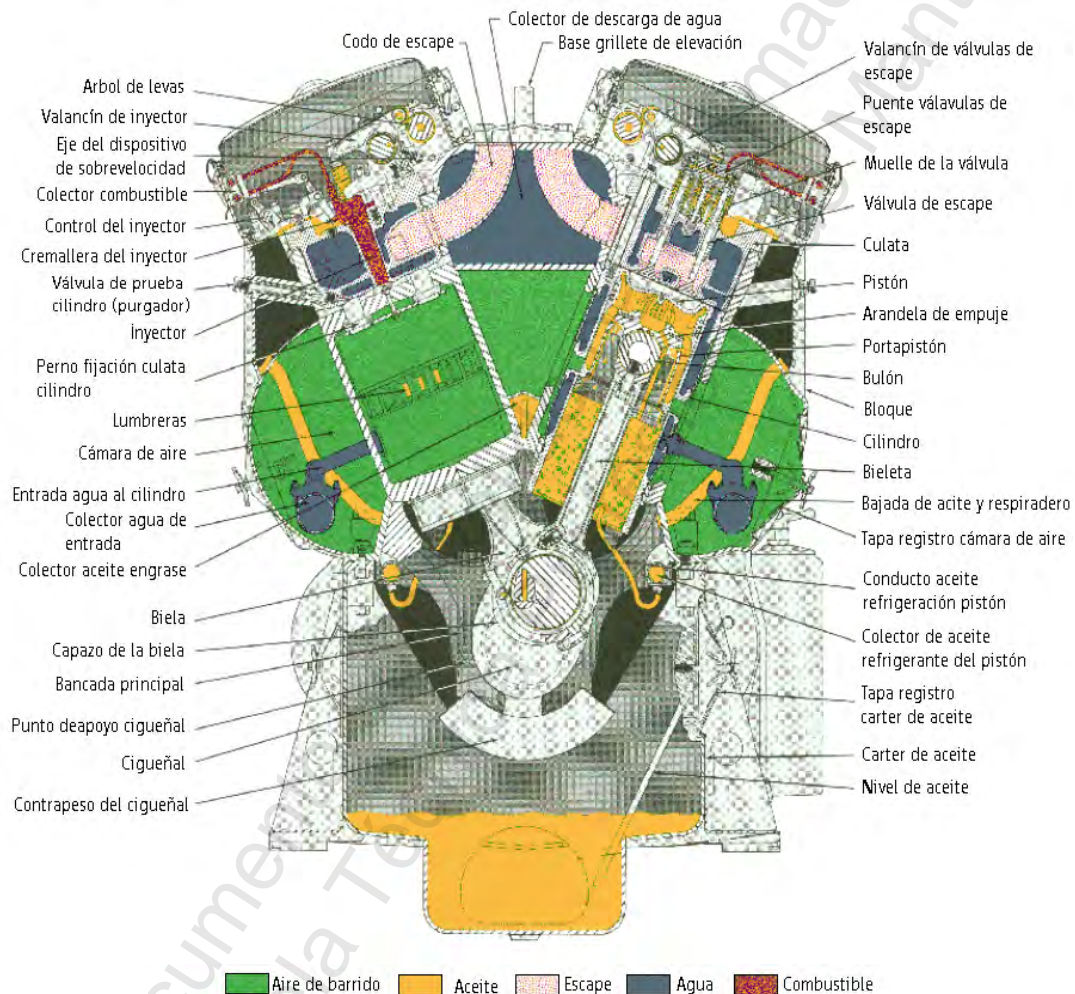 Colector de descarga de agua
Codo de escape
Base grillete de elevación
Arbol de levas
Valancín de inyector
Eje del dispositivo
de sobrevelocidad
Colector combustible
Control del inyector
Cremallera del inyector
Válvula de prueba
cilindro (purgador)
Inyector
Perno fijación culata
cilindro
Lumbreras
Cámara de aire
Entrada agua al cilindro
Colector agua de
entrada
Colector aceite engrase
Biela
Capazo de la biela
Bancada principal
Punto deapoyo cigueñal
Cigueñal
Contrapeso del cigueñal
Valancín de válvulas de
escape
Puente válavulas de
escape
Muelle de la válvula
Válvula de escape
Culata
Pistón
Arandela de empuje
Portapistón
Bulón
Bloque
Cilindro
Bieleta
Bajada de acite y respiradero
Tapa registro cámara de aire
Conducto aceite
refrigeración pistón
Colector de aceite
refrigerante del pistón
Tapa registro
carter de aceite
Carter de aceite
Nivel de aceite
Aire de barrido
Aceite
Escape
Agua
Combustible